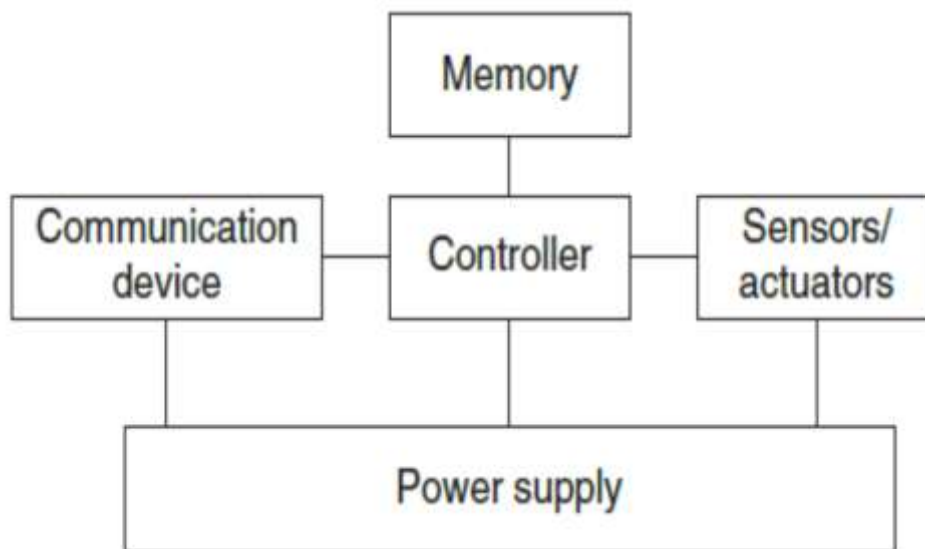 Memory
Communication
device
Controller
Sensors/
actuators
Power supply